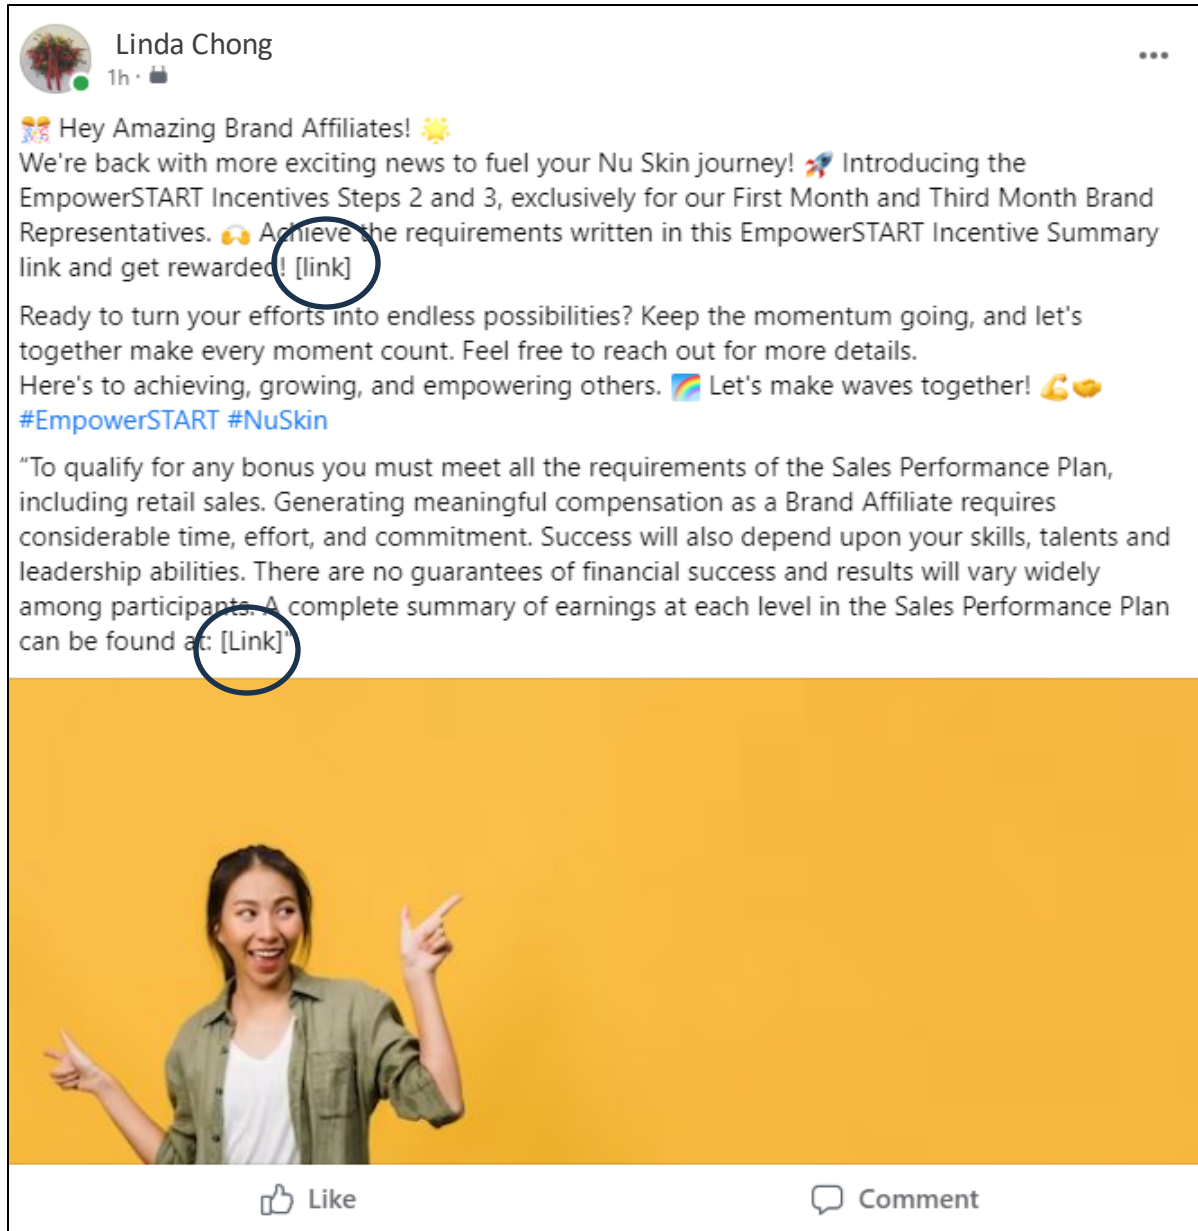 Linda Chong
1h ·
🎊 Hey Amazing Brand Affiliates! 🌟
We're back with more exciting news to fuel your Nu Skin journey! 🚀 Introducing the
EmpowerSTART Incentives Steps 2 and 3, exclusively for our First Month and Third Month Brand
Representatives. 🙌 Achieve the requirements written in this EmpowerSTART Incentive Summary
link and get rewarded! [link]
Ready to turn your efforts into endless possibilities? Keep the momentum going, and let's
together make every moment count. Feel free to reach out for more details.
Here's to achieving, growing, and empowering others. 🌈 Let's make waves together! 💪🤝
#EmpowerSTART #NuSkin
“To qualify for any bonus you must meet all the requirements of the Sales Performance Plan,
including retail sales. Generating meaningful compensation as a Brand Affiliate requires
considerable time, effort, and commitment. Success will also depend upon your skills, talents and
leadership abilities. There are no guarantees of financial success and results will vary widely
among participants. A complete summary of earnings at each level in the Sales Performance Plan
can be found at: [Link]"
Like
Comment